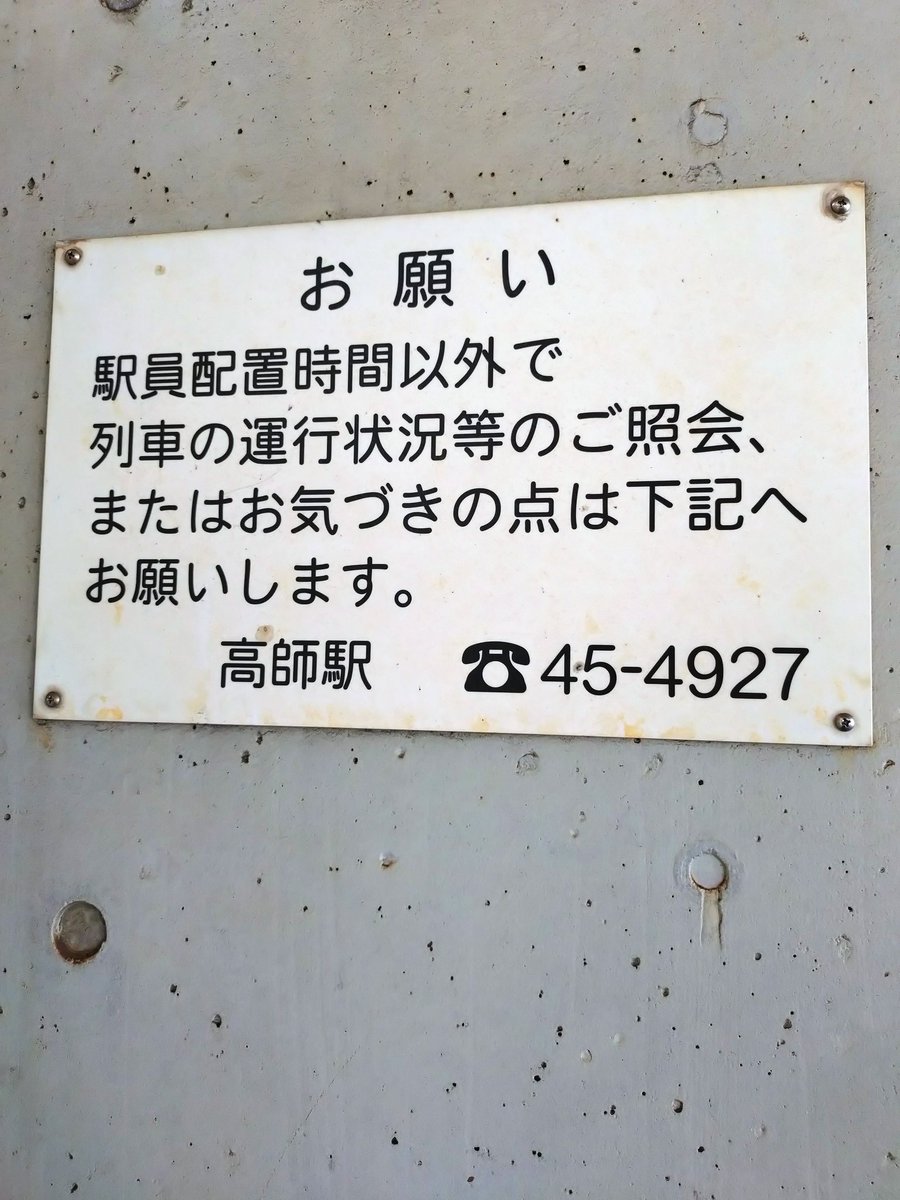 お願い
駅員配置時間以外で
列車の運行状況等のご照会、
またはお気づきの点は下記へ
お願いします。
高師駅 ☎45-4927